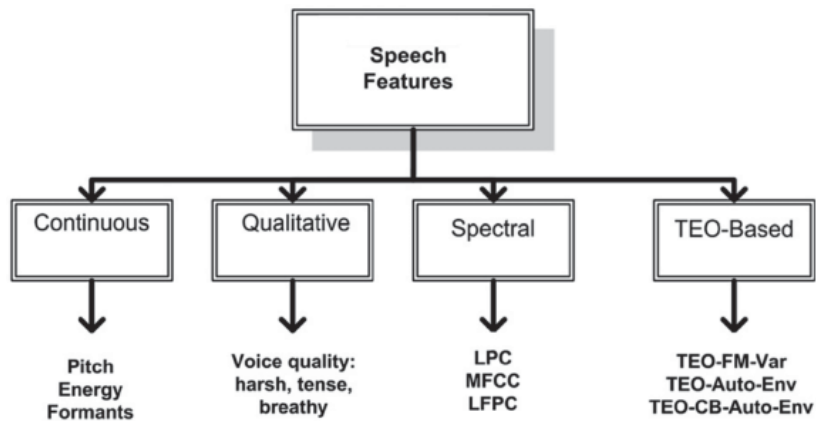 Speech
Features
Continuous
Qualitative
Spectral
TEO-Based
Pitch
Energy
Formants
Voice quality:
harsh, tense,
breathy
LPC
MFCC
LFPC
TEO-FM-Var
TEO-Auto-Env
TEO-CB-Auto-Env